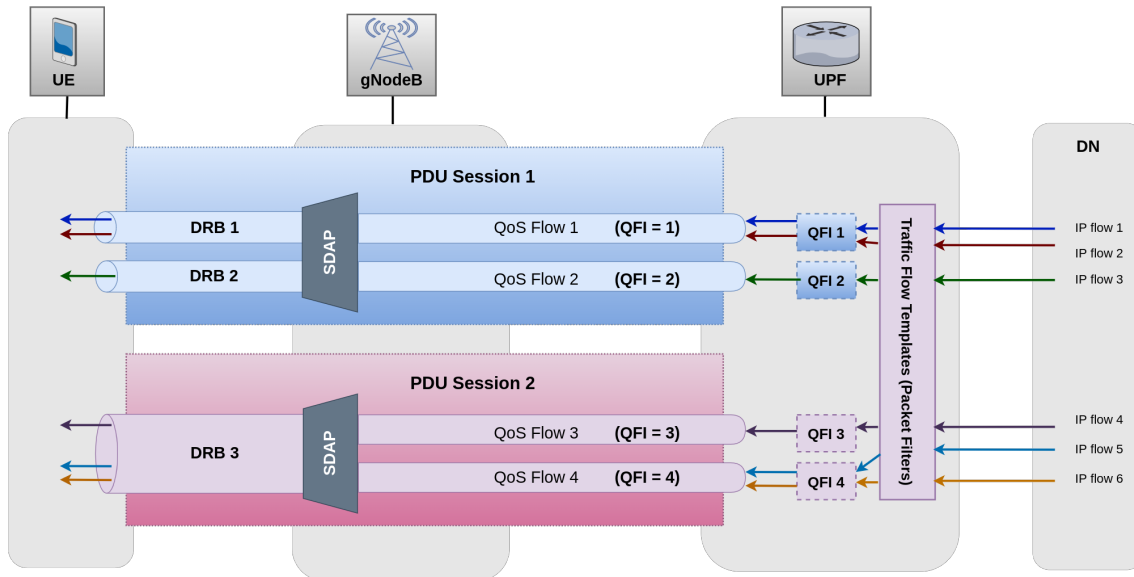 UE
gNodeB
UPF
DN
PDU Session 1
DRB 1
SDAP
QoS Flow 1 (QFI = 1)
QFI 1
IP flow 1
IP flow 2
DRB 2
QoS Flow 2 (QFI = 2)
QFI 2
IP flow 3
Traffic Flow Templates (Packet Filters)
PDU Session 2
DRB 3
SDAP
QoS Flow 3 (QFI = 3)
QFI 3
IP flow 4
IP flow 5
QoS Flow 4 (QFI = 4)
QFI 4
IP flow 6